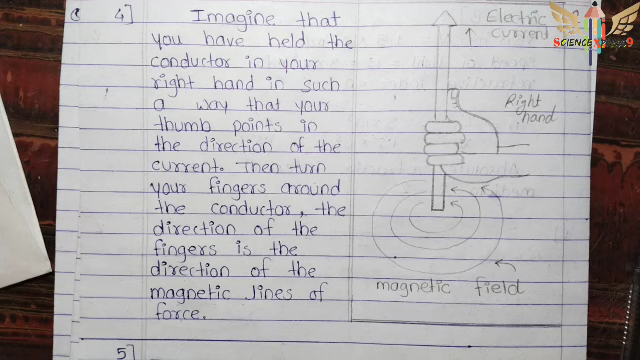 4] Imagine that
you have held the
conductor in your
right hand in such
a way that your
thumb points in
the direction of the
current. Then turn
your fingers around
the conductor, the
direction of the
fingers is the
direction of the
magnetic lines of
force.
5]
Electric
current
Right
hand
magnetic field